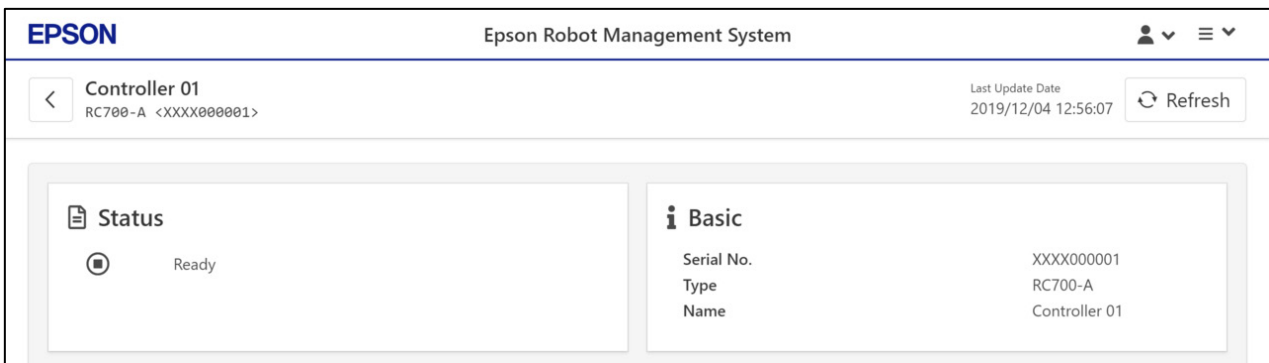 EPSON
Epson Robot Management System
Controller 01
RC700-A <XXXX000001>
Last Update Date
2019/12/04 12:56:07
Refresh
Status
Ready
Basic
Serial No. XXXX000001
Type RC700-A
Name Controller 01